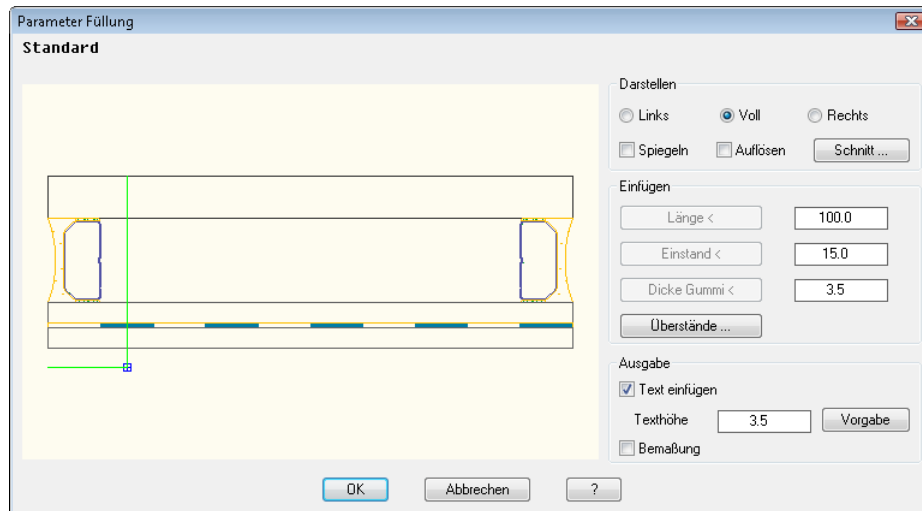 Parameter Füllung
Standard
Darstellen
Links Voll Rechts
Spiegeln Auflösen Schnitt ...
Einfügen
Länge < 100.0
Einstand < 15.0
Dicke Gummi < 3.5
Überstände ...
Ausgabe
Text einfügen
Texthöhe 3.5 Vorgabe
Bemaßung
OK Abbrechen ?